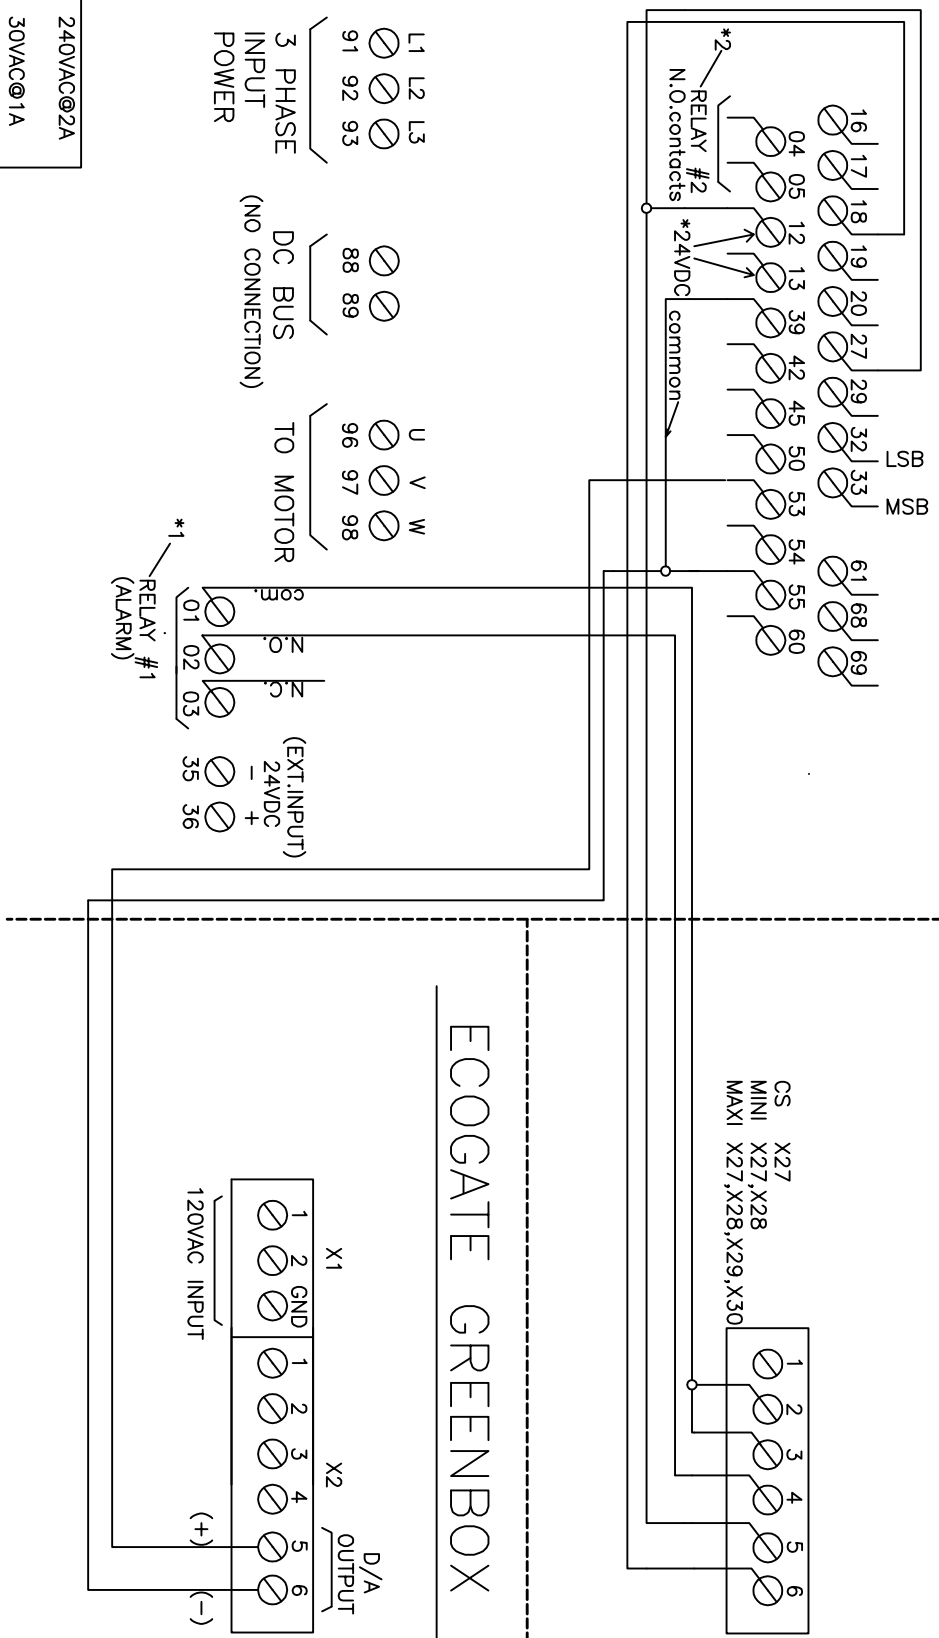 16 17 18 19 20 27 29 32 33 61 68 69
LSB
MSB
04 05 12 13 39 42 45 50 53 54 55 60
*2
RELAY #2
N.O.contacts
*24VDC
common
L1 L2 L3
91 92 93
3 PHASE
INPUT
POWER
88 89
DC BUS
(NO CONNECTION)
U V W
96 97 98
TO MOTOR
com.
N.O.
N.C.
01 02 03
*1
RELAY #1
(ALARM)
(EXT.INPUT)
24VDC
- +
35 36
240VAC@2A
30VAC@1A
CS X27
MINI X27,X28
MAXI X27,X28,X29,X30
1 2 3 4 5 6
ECOGATE GREENBOX
X1
1 2 GND
120VAC INPUT
X2
1 2 3 4 5 6
D/A
OUTPUT
(+) (-)